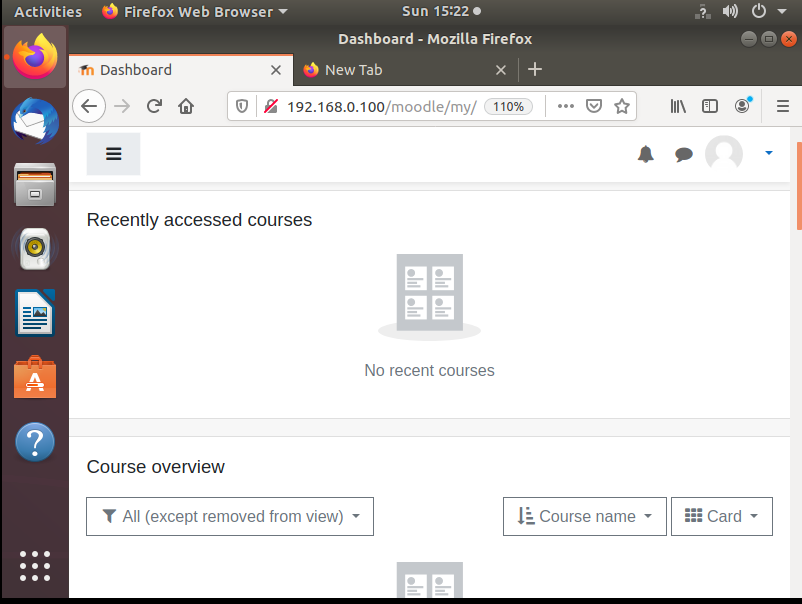 Activities Firefox Web Browser Sun 15:22
Dashboard - Mozilla Firefox
Dashboard New Tab
192.168.0.100/moodle/my/ 110%
Recently accessed courses
No recent courses
Course overview
All (except removed from view) Course name Card